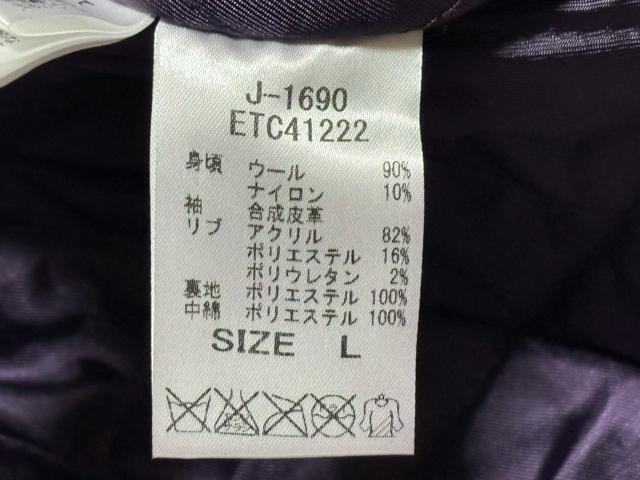 J-1690
ETC41222
身頃 ウール 90%
ナイロン 10%
袖 合成皮革
リブ アクリル 82%
ポリエステル 16%
ポリウレタン 2%
裏地 ポリエステル 100%
中綿 ポリエステル 100%
SIZE L